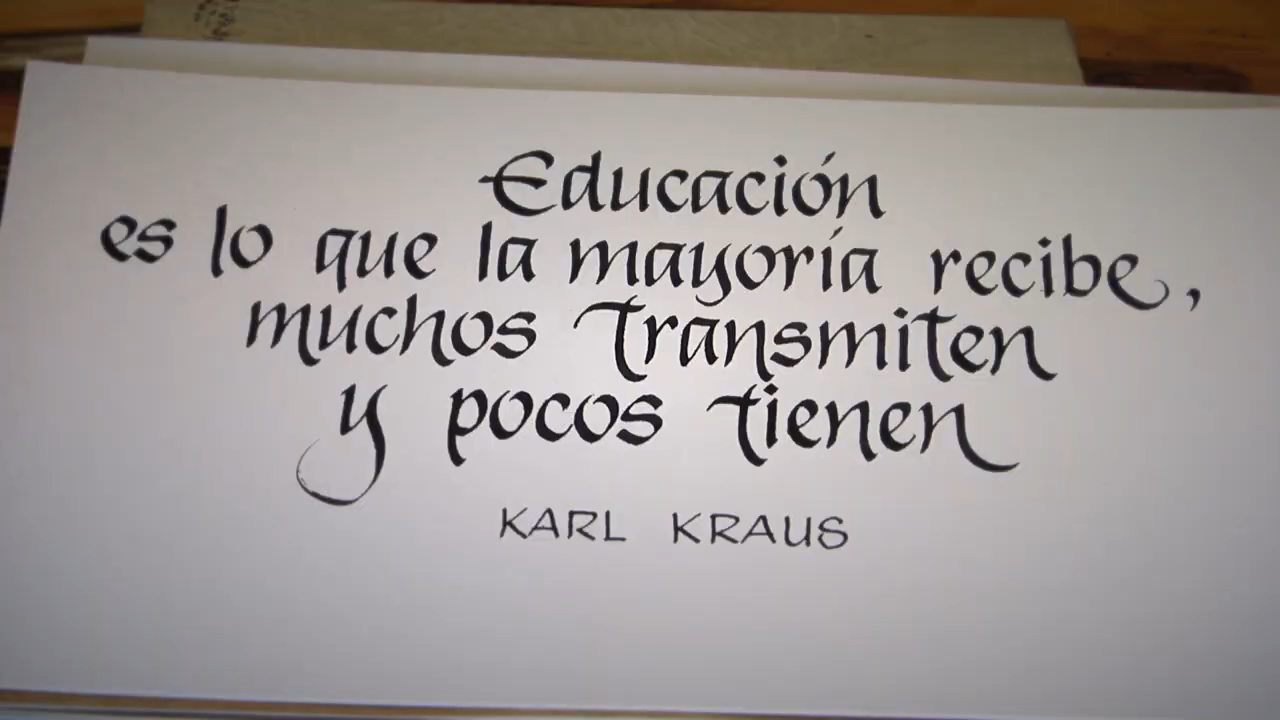 Educación
es lo que la mayoría recibe,
muchos transmiten
y pocos tienen
KARL KRAUS